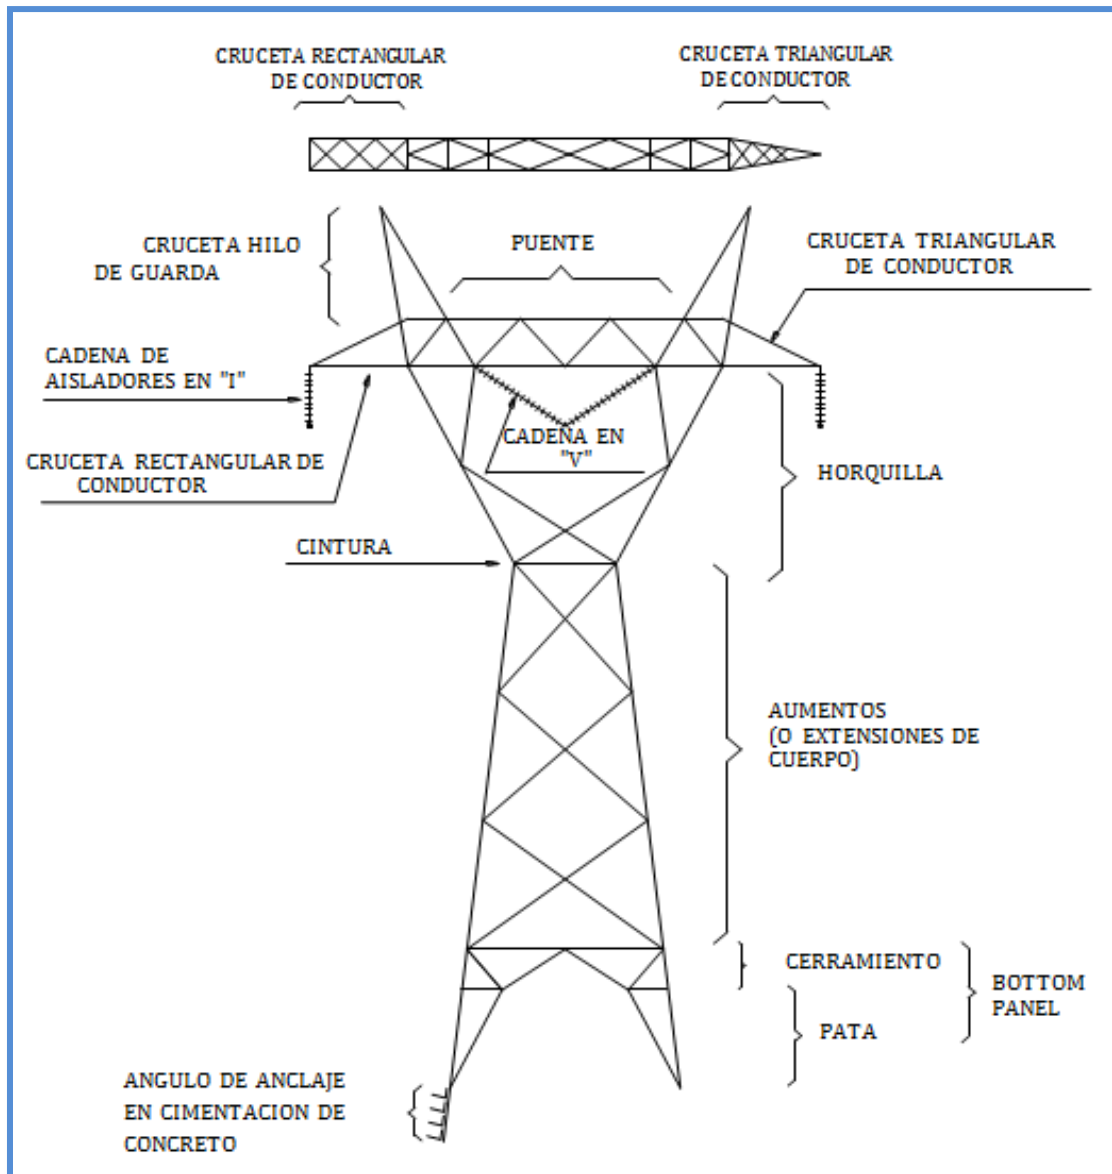 CRUCETA RECTANGULAR
DE CONDUCTOR
CRUCETA TRIANGULAR
DE CONDUCTOR
CRUCETA HILO
DE GUARDA
PUENTE
CRUCETA TRIANGULAR
DE CONDUCTOR
CADENA DE
AISLADORES EN "I"
CADENA EN
"V"
CRUCETA RECTANGULAR DE
CONDUCTOR
HORQUILLA
CINTURA
AUMENTOS
(O EXTENSIONES DE
CUERPO)
CERRAMIENTO
BOTTOM
PANEL
PATA
ANGULO DE ANCLAJE
EN CIMENTACION DE
CONCRETO